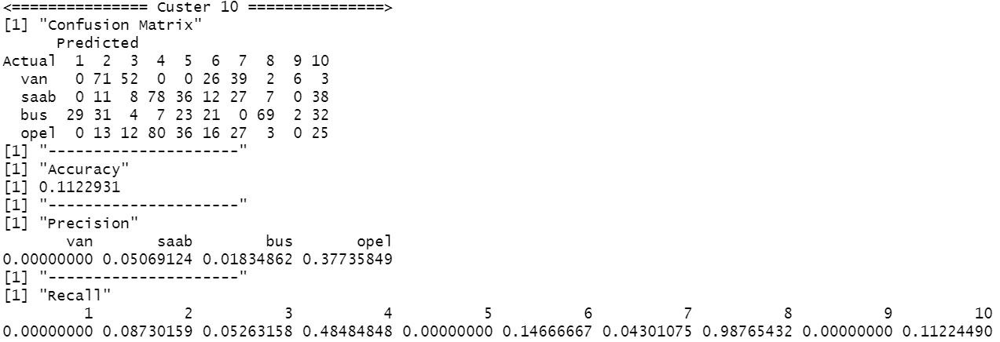 <=============== Custer 10 ===============>
[1] "Confusion Matrix"
      Predicted
Actual  1  2  3  4  5  6  7  8  9 10
  van   0 71 52  0  0 26 39  2  6  3
  saab  0 11  8 78 36 12 27  7  0 38
  bus  29 31  4  7 23 21  0 69  2 32
  opel  0 13 12 80 36 16 27  3  0 25
[1] "---------------------"
[1] "Accuracy"
[1] 0.1122931
[1] "---------------------"
[1] "Precision"
       van       saab        bus       opel
0.00000000 0.05069124 0.01834862 0.37735849
[1] "---------------------"
[1] "Recall"
         1          2          3          4          5          6          7          8          9         10
0.00000000 0.08730159 0.05263158 0.48484848 0.00000000 0.14666667 0.04301075 0.98765432 0.00000000 0.11224490